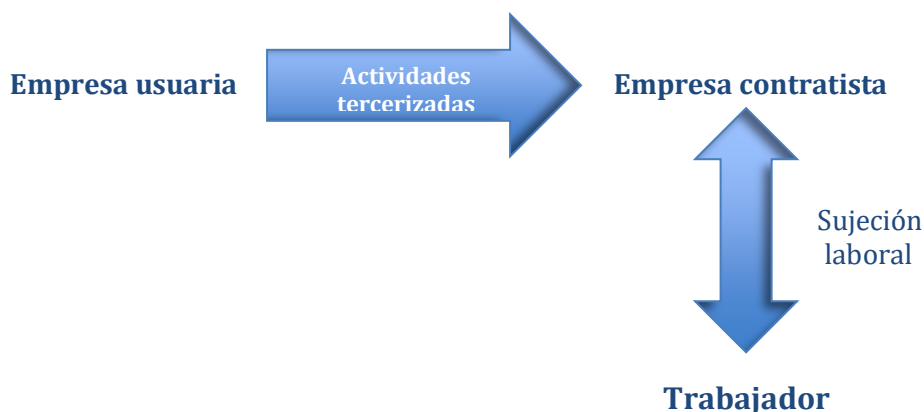 Empresa usuaria
Actividades
tercerizadas
Empresa contratista
Sujeción
laboral
Trabajador